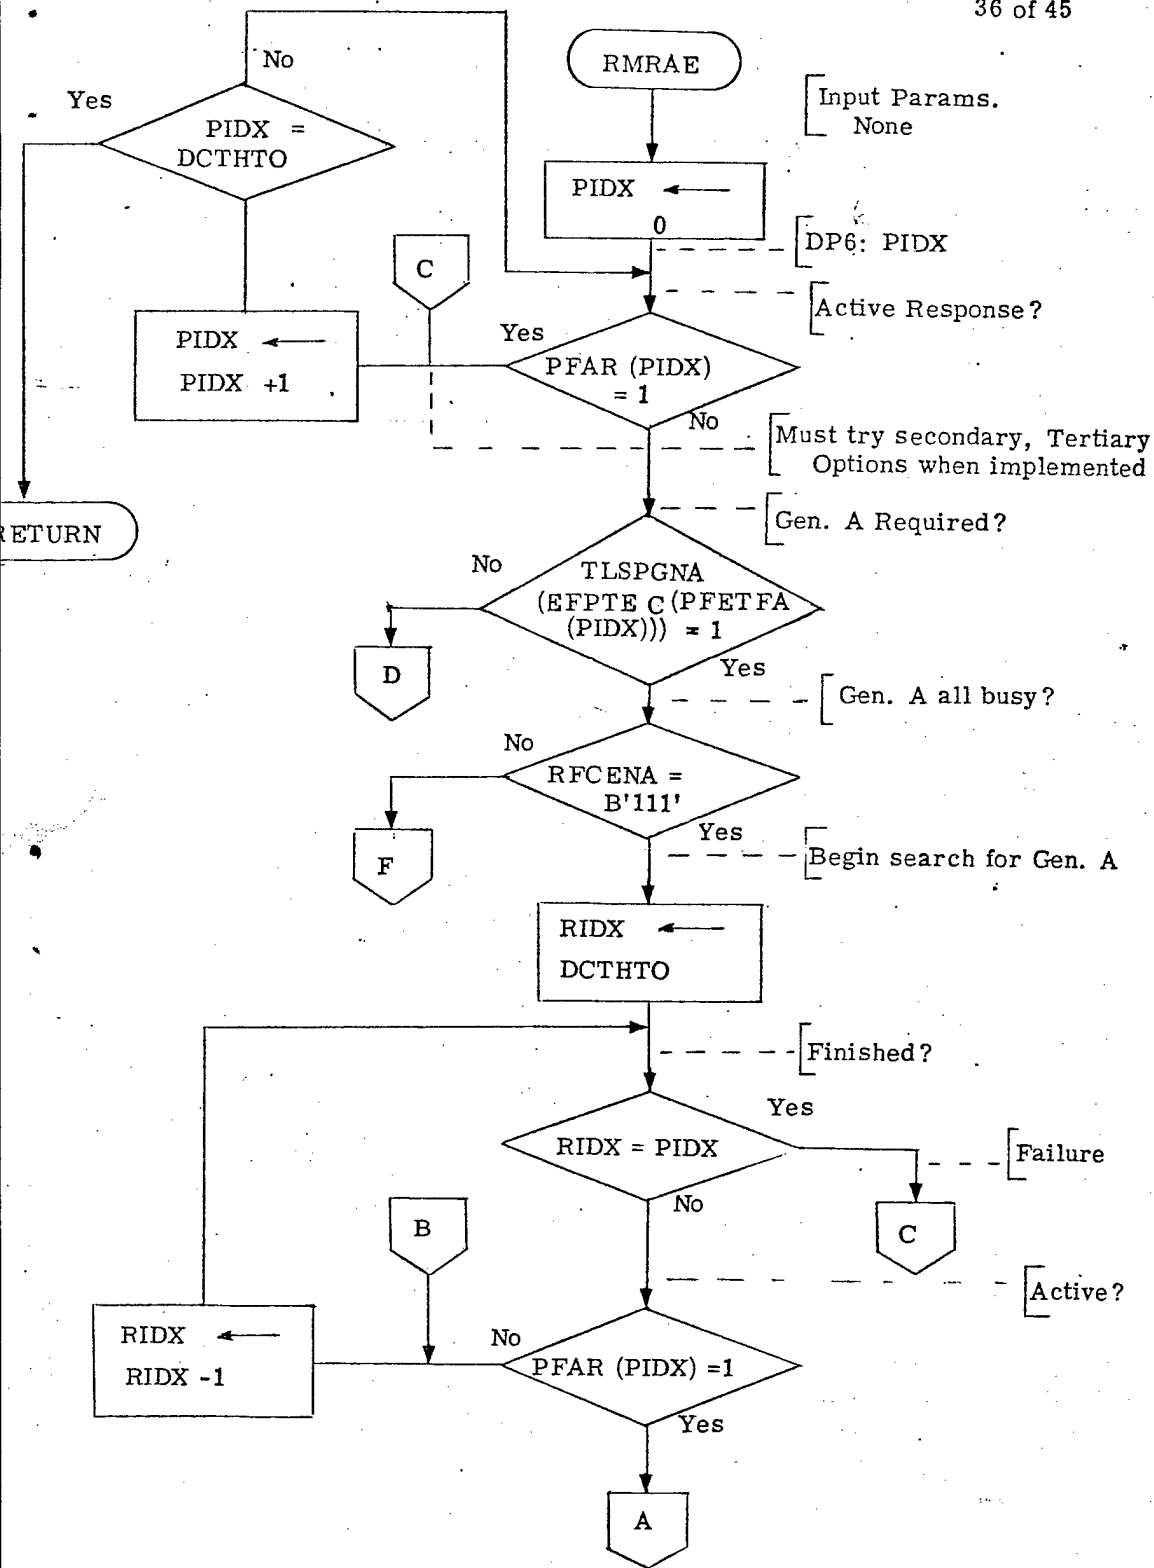 36 of 45
No
RMRAE
Yes
Input Params.
None
PIDX =
DCTHTO
PIDX ←
0
DP6: PIDX
C
Active Response?
Yes
PIDX ←
PIDX +1
PFAR (PIDX)
= 1
No
Must try secondary, Tertiary
Options when implemented
RETURN
Gen. A Required?
No
TLSPGNA
(EFPTE C (PFETFA
(PIDX))) = 1
D
Yes
Gen. A all busy?
No
RFCENA =
B'111'
Yes
Begin search for Gen. A
F
RIDX ←
DCTHTO
Finished?
Yes
RIDX = PIDX
Failure
No
B
C
Active?
RIDX ←
RIDX -1
No
PFAR (PIDX) =1
Yes
A